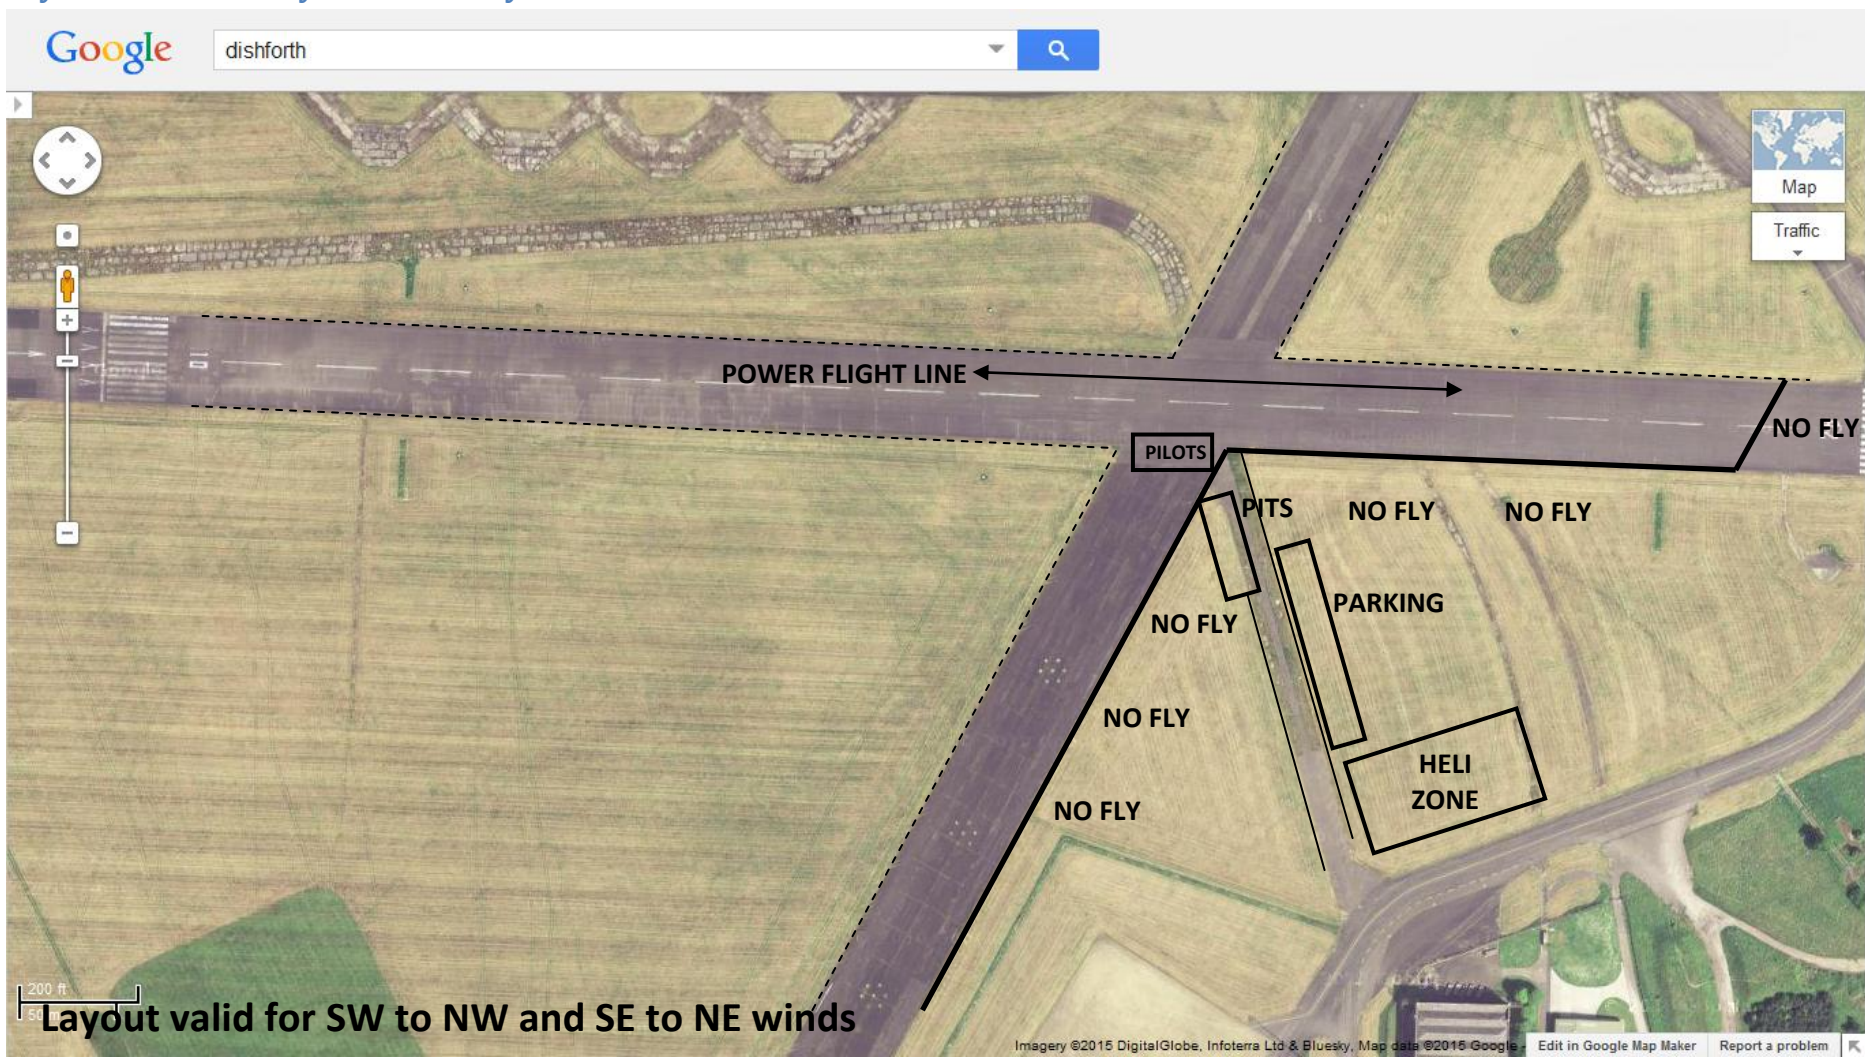 Google
dishforth
Map
Traffic
POWER FLIGHT LINE
NO FLY
PILOTS
PITS
NO FLY
NO FLY
PARKING
NO FLY
NO FLY
HELI
ZONE
NO FLY
200 ft
Layout valid for SW to NW and SE to NE winds
Imagery ©2015 DigitalGlobe, Infoterra Ltd & Bluesky, Map data ©2015 Google
Edit in Google Map Maker
Report a problem